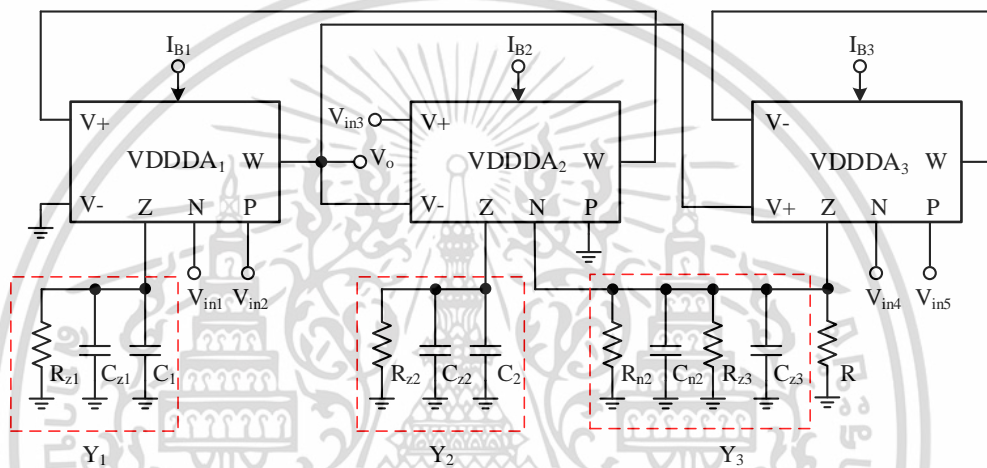 I_B1 I_B2 I_B3
V+ V_in3 V+ V-
VDDDA_1 W V_o VDDDA_2 W VDDDA_3 W
V- Z N P V- Z N P V+ Z N P
V_in1 V_in2 V_in4 V_in5
R_z1 C_z1 C_1 R_z2 C_z2 C_2 R_n2 C_n2 R_z3 C_z3 R
Y_1 Y_2 Y_3